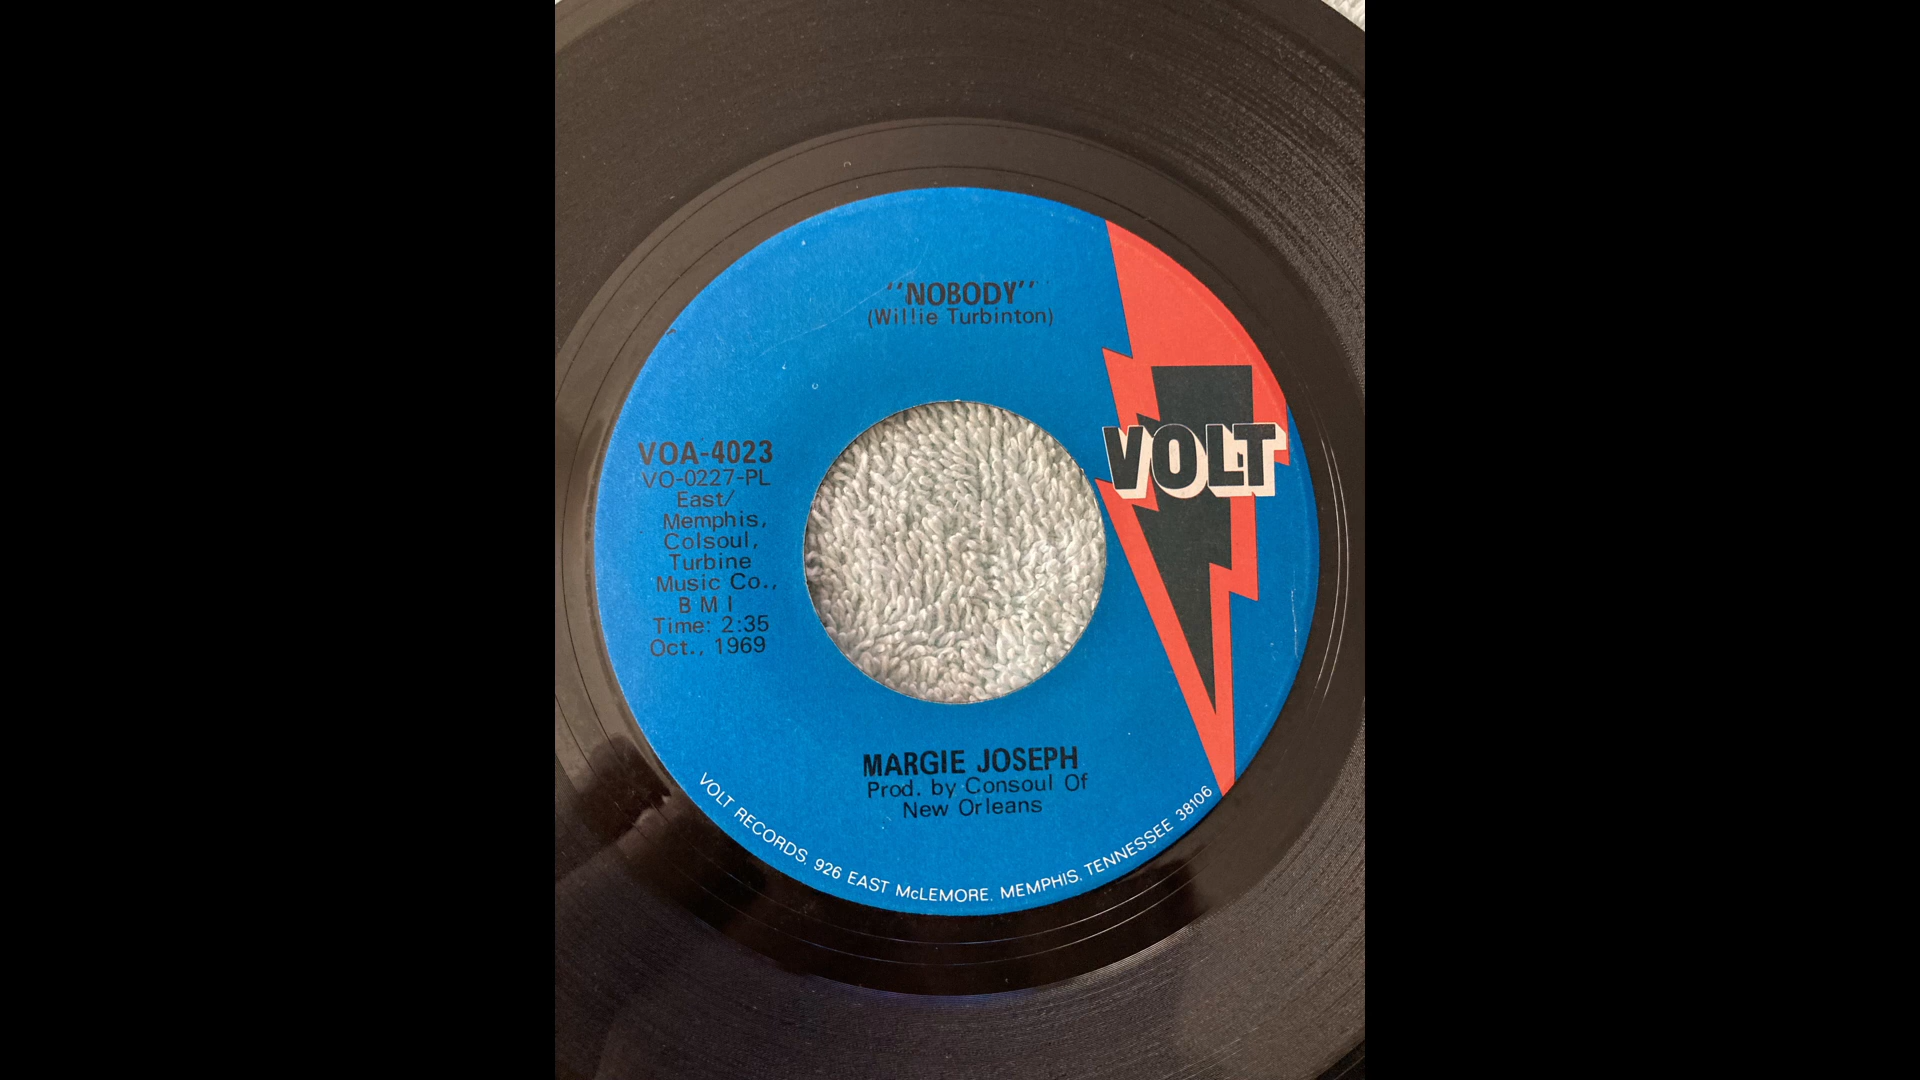 "NOBODY"
(Willie Turbinton)
VOLT
VOA-4023
VO-0227-PL
East/
Memphis,
Colsoul,
Turbine
Music Co.,
B M I
Time: 2:35
Oct., 1969
MARGIE JOSEPH
Prod. by Consoul Of
New Orleans
VOLT RECORDS, 926 EAST McLEMORE, MEMPHIS, TENNESSEE 38106